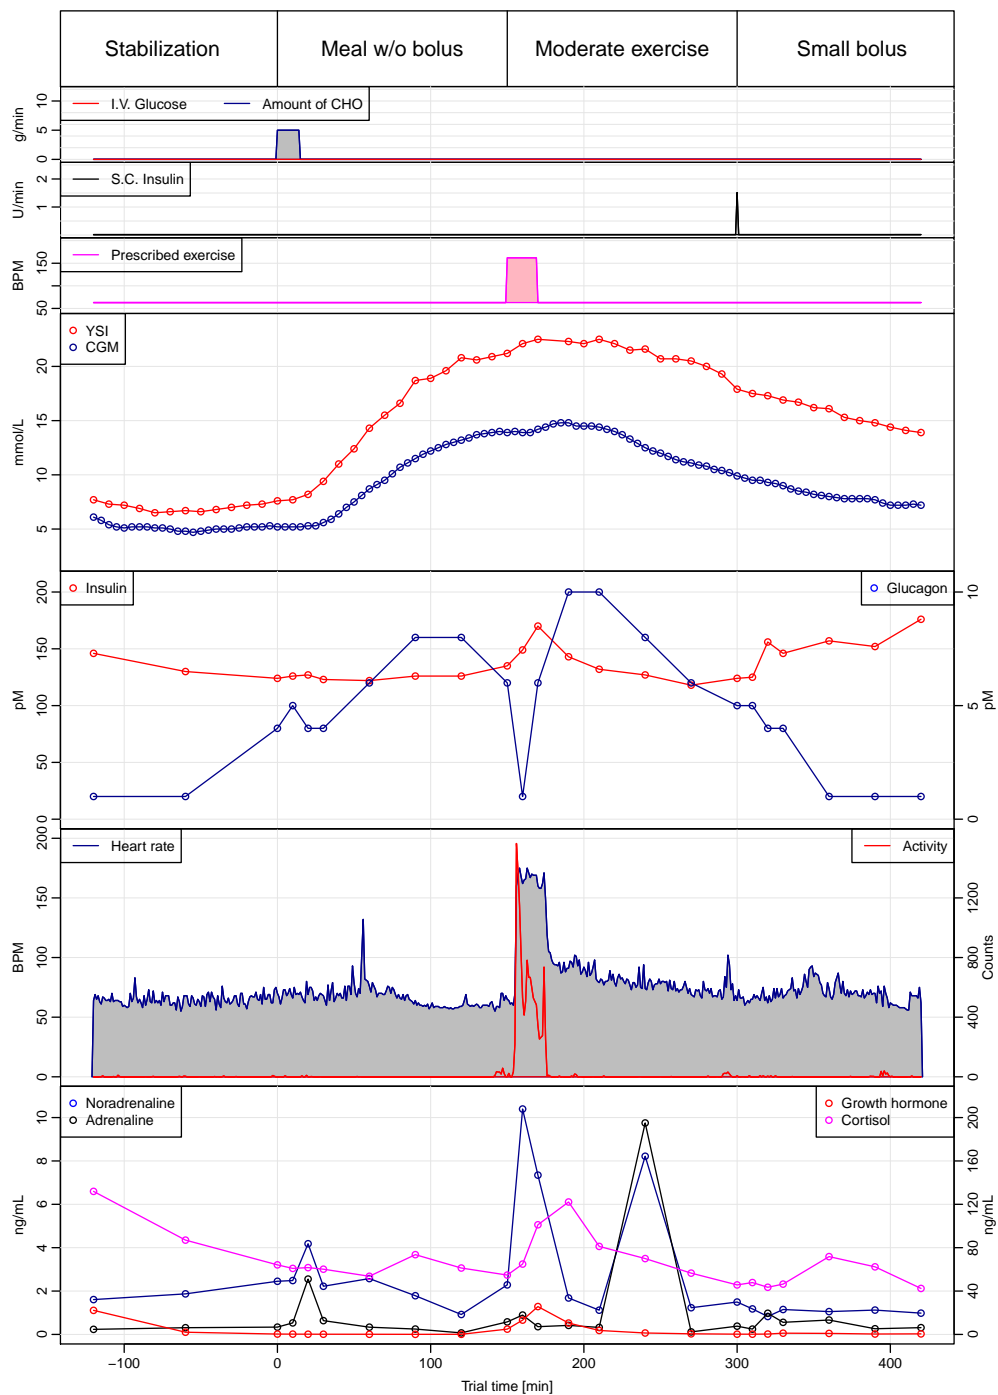 Stabilization Meal w/o bolus Moderate exercise Small bolus
I.V. Glucose Amount of CHO
g/min
0 5 10
S.C. Insulin
U/min
1 2
Prescribed exercise
BPM
50 150
YSI
CGM
mmol/L
5 10 15 20
Insulin
Glucagon
pM
0 50 100 150 200
pM
0 5 10
Heart rate
Activity
BPM
0 50 100 150 200
Counts
0 400 800 1200
Noradrenaline
Adrenaline
Growth hormone
Cortisol
ng/mL
0 2 4 6 8 10
ng/mL
0 40 80 120 160 200
−100 0 100 200 300 400
Trial time [min]